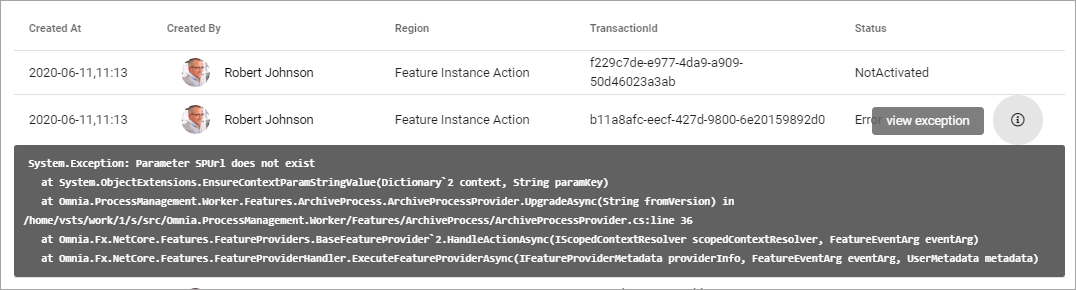 Created At Created By Region TransactionId Status
2020-06-11,11:13 Robert Johnson Feature Instance Action f229c7de-e977-4da9-a909-
50d46023a3ab NotActivated
2020-06-11,11:13 Robert Johnson Feature Instance Action b11a8afc-eecf-427d-9800-6e20159892d0 Error view exception
System.Exception: Parameter SPUrl does not exist
at System.ObjectExtensions.EnsureContextParamStringValue(Dictionary`2 context, String paramKey)
at Omnia.ProcessManagement.Worker.Features.ArchiveProcess.ArchiveProcessProvider.UpgradeAsync(String fromVersion) in
/home/vsts/work/1/s/src/Omnia.ProcessManagement.Worker/Features/ArchiveProcess/ArchiveProcessProvider.cs:line 36
at Omnia.Fx.NetCore.Features.FeatureProviders.BaseFeatureProvider`2.HandleActionAsync(IScopedContextResolver scopedContextResolver, FeatureEventArg eventArg)
at Omnia.Fx.NetCore.Features.FeatureProviderHandler.ExecuteFeatureProviderAsync(IFeatureProviderMetadata providerInfo, FeatureEventArg eventArg, UserMetadata metadata)